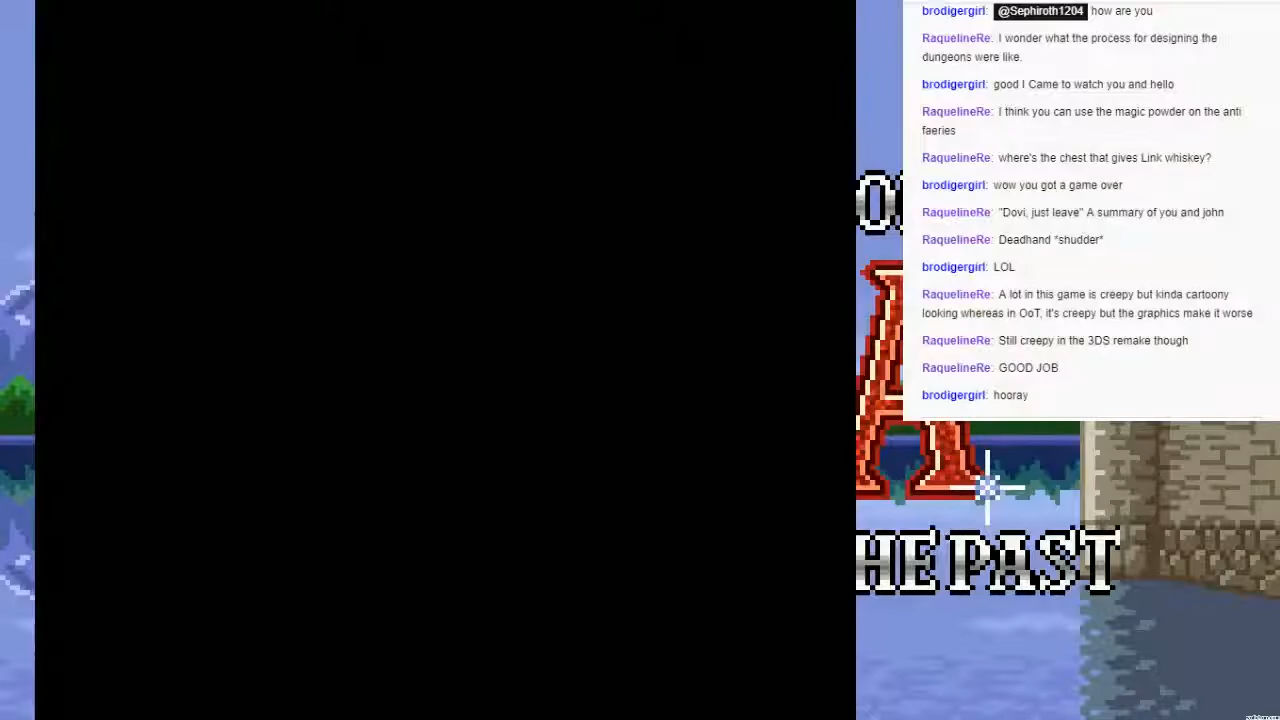 brodigergirl: @Sephiroth1204 how are you
RaquelineRe: I wonder what the process for designing the
dungeons were like.
brodigergirl: good I Came to watch you and hello
RaquelineRe: I think you can use the magic powder on the anti
faeries
RaquelineRe: where's the chest that gives Link whiskey?
brodigergirl: wow you got a game over
RaquelineRe: "Dovi, just leave" A summary of you and john
RaquelineRe: Deadhand *shudder*
brodigergirl: LOL
RaquelineRe: A lot in this game is creepy but kinda cartoony
looking whereas in OoT, it's creepy but the graphics make it worse
RaquelineRe: Still creepy in the 3DS remake though
RaquelineRe: GOOD JOB
brodigergirl: hooray
A
HE PAST